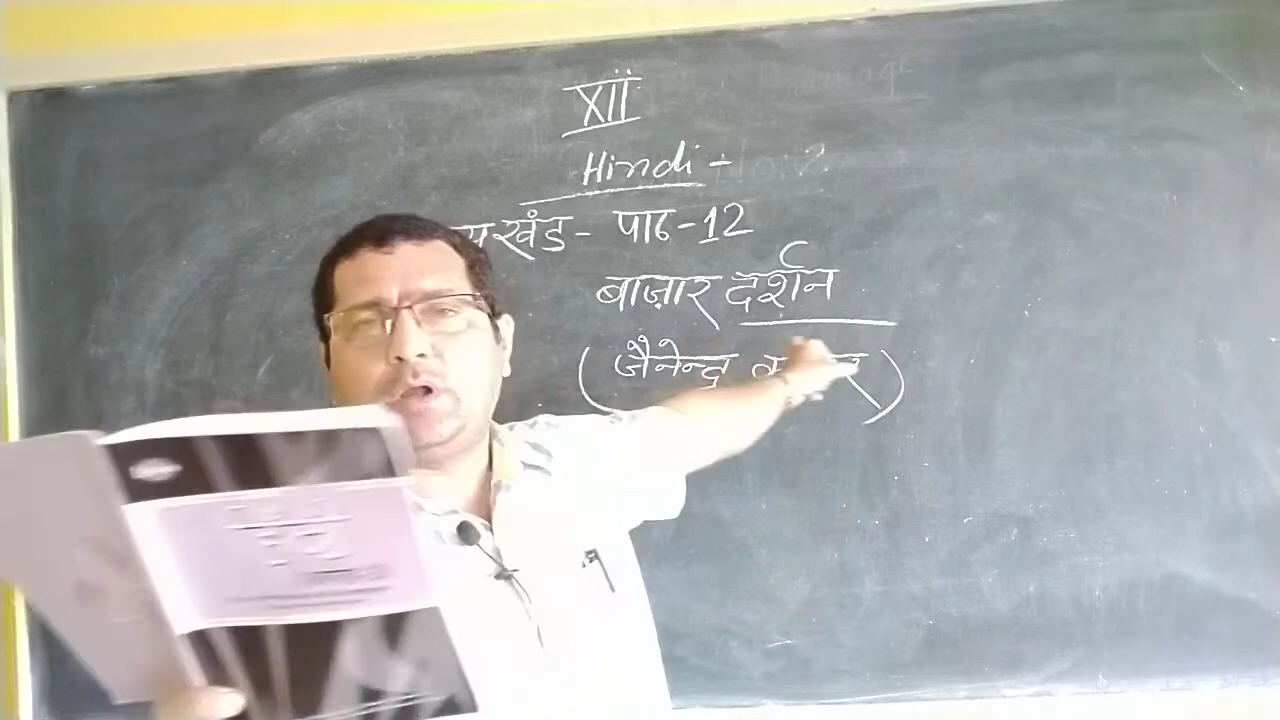 XII
Hindi -
खंड - पाठ - 12
बाज़ार दर्शन
(जैनेन्द्र